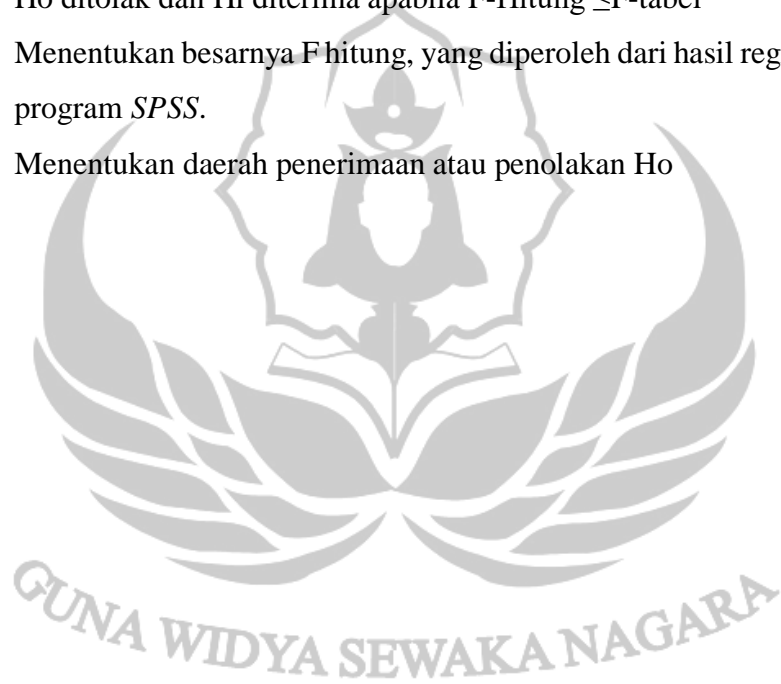 Ho ditolak dan Hi diterima apabila F-Hitung ≤F-tabel
Menentukan besarnya F hitung, yang diperoleh dari hasil reg
program SPSS.
Menentukan daerah penerimaan atau penolakan Ho
GUNA WIDYA SEWAKA NAGARA